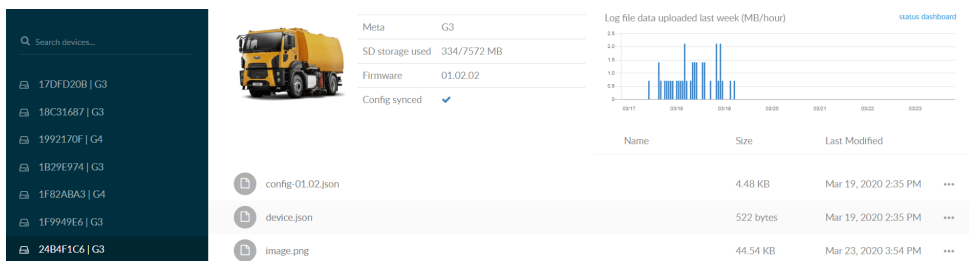 Search devices...
17DFD20B | G3
18C31687 | G3
1992170F | G4
1B29E974 | G3
1F82ABA3 | G4
1F9949E6 | G3
24B4F1C6 | G3
Meta G3
SD storage used 334/7572 MB
Firmware 01.02.02
Config synced
Log file data uploaded last week (MB/hour)
status dashboard
2.5
2.0
1.5
1.0
0.5
0
03/17 03/18 03/19 03/20 03/21 03/22 03/23
Name Size Last Modified
config-01.02.json 4.48 KB Mar 19, 2020 2:35 PM
device.json 522 bytes Mar 19, 2020 2:35 PM
image.png 44.54 KB Mar 23, 2020 3:54 PM